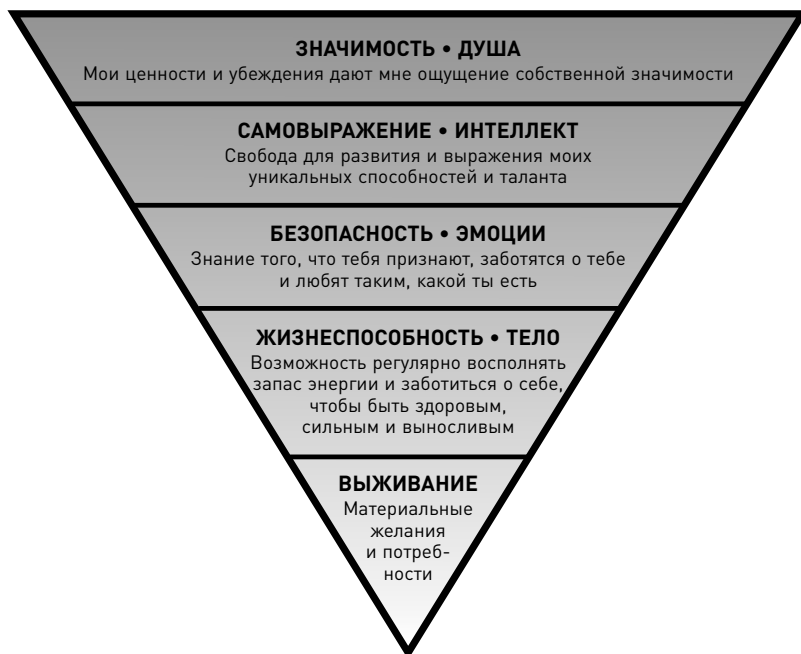 ЗНАЧИМОСТЬ • ДУША
Мои ценности и убеждения дают мне ощущение собственной значимости
САМОВЫРАЖЕНИЕ • ИНТЕЛЛЕКТ
Свобода для развития и выражения моих
уникальных способностей и таланта
БЕЗОПАСНОСТЬ • ЭМОЦИИ
Знание того, что тебя признают, заботятся о тебе
и любят таким, какой ты есть
ЖИЗНЕСПОСОБНОСТЬ • ТЕЛО
Возможность регулярно восполнять
запас энергии и заботиться о себе,
чтобы быть здоровым,
сильным и выносливым
ВЫЖИВАНИЕ
Материальные
желания
и потреб-
ности